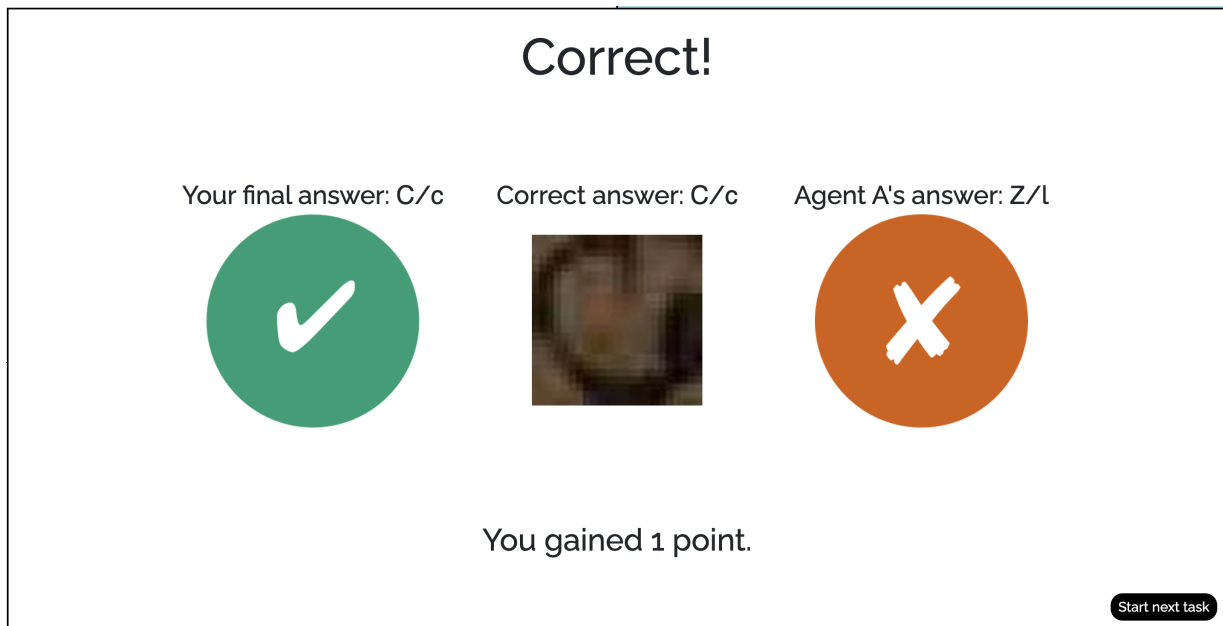 Correct!
Your final answer: C/c
Correct answer: C/c
Agent A's answer: Z/l
You gained 1 point.
Start next task